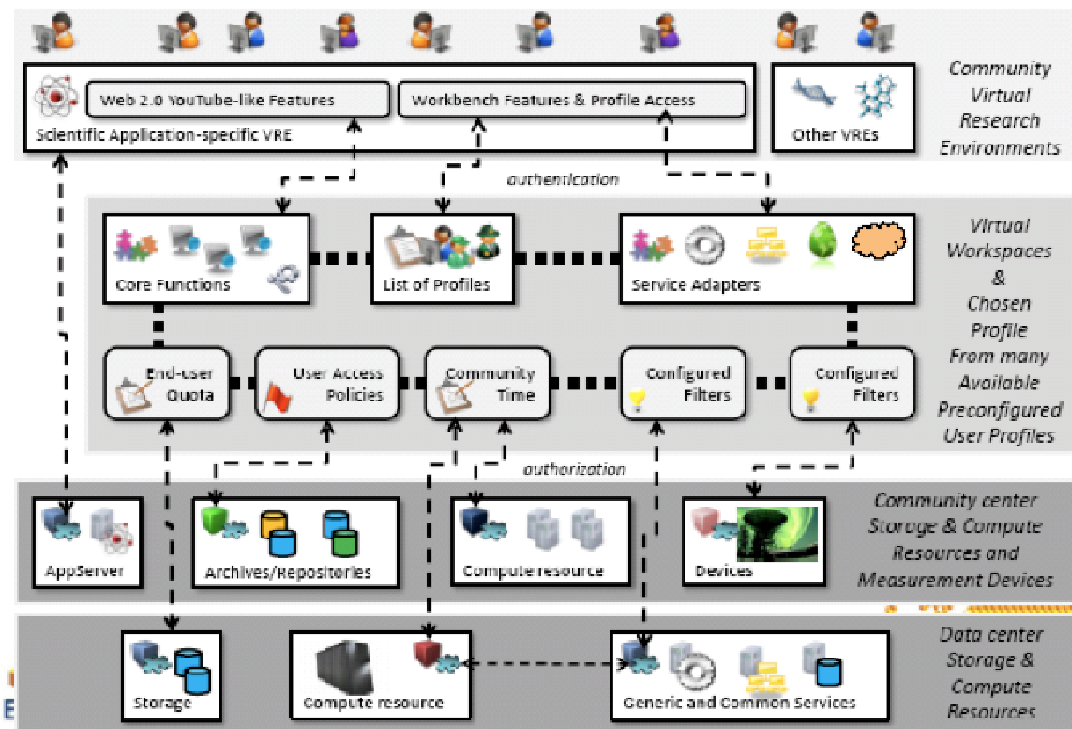 Community
Virtual
Research
Environments
Web 2.0 YouTube-like Features
Workbench Features & Profile Access
Scientific Application-specific VRE
Other VREs
authentication
Virtual
Workspaces
&
Chosen
Profile
From many
Available
Preconfigured
User Profiles
Core Functions
List of Profiles
Service Adapters
End-user
Quota
User Access
Policies
Community
Time
Configured
Filters
Configured
Filters
authorization
Community center
Storage & Compute
Resources and
Measurement Devices
AppServer
Archives/Repositories
Compute resource
Devices
Data center
Storage &
Compute
Resources
Storage
Compute resource
Generic and Common Services
E